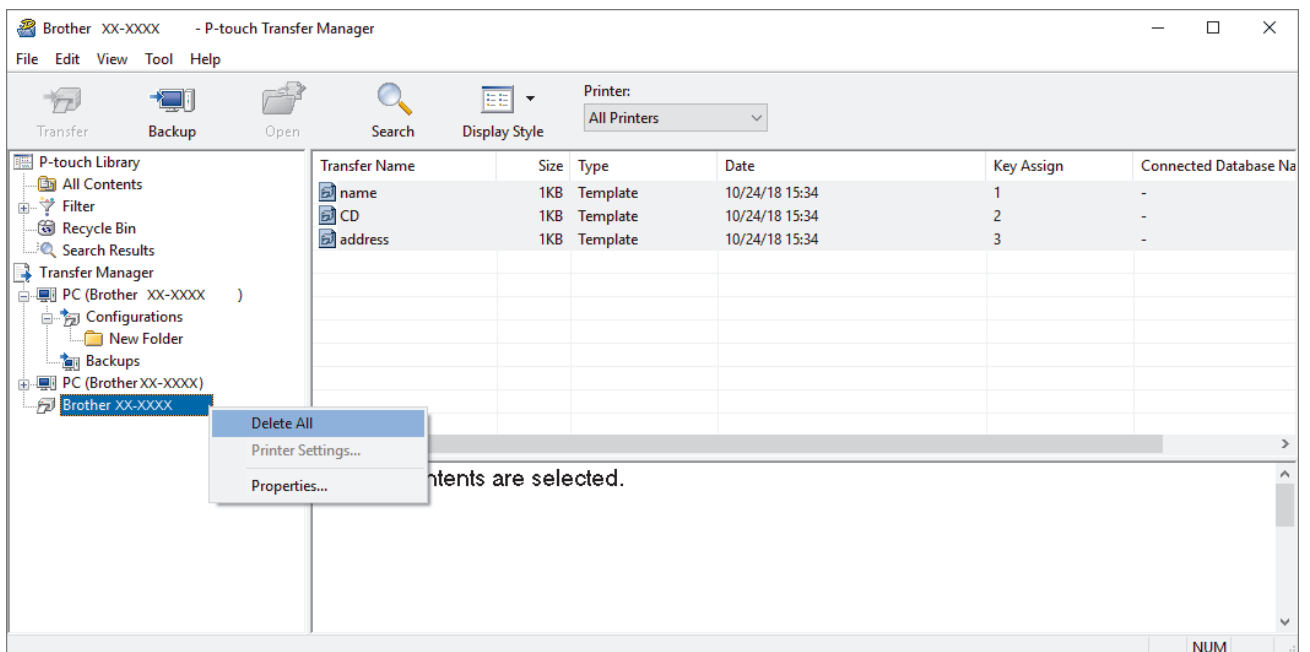 Brother XX-XXXX - P-touch Transfer Manager
File Edit View Tool Help
Transfer Backup Open Search Display Style
Printer:
All Printers
P-touch Library
All Contents
Filter
Recycle Bin
Search Results
Transfer Manager
PC (Brother XX-XXXX )
Configurations
New Folder
Backups
PC (Brother XX-XXXX)
Brother XX-XXXX
Delete All
Printer Settings...
Properties...
Transfer Name Size Type Date Key Assign Connected Database Na
name 1KB Template 10/24/18 15:34 1 -
CD 1KB Template 10/24/18 15:34 2 -
address 1KB Template 10/24/18 15:34 3 -
ntents are selected.
NUM